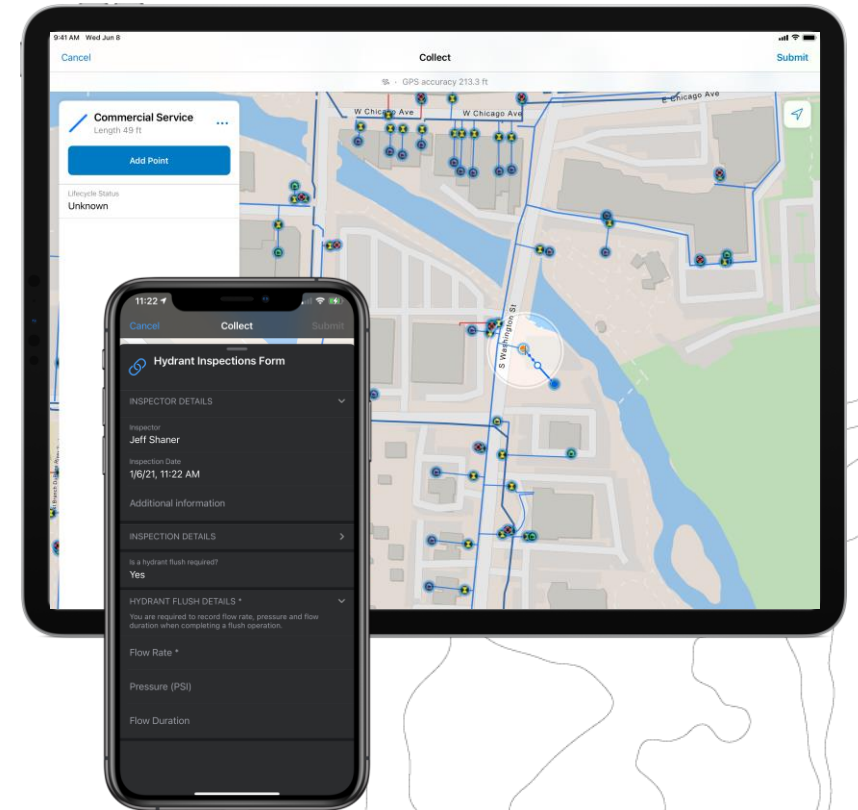 9:41 AM Wed Jun 8
Cancel
Collect
Submit
GPS accuracy 213.3 ft
Commercial Service
Length 49 ft
Add Point
Lifecycle Status
Unknown
W Chicago Ave
W Chicago Ave
E Chicago Ave
S Washington St
11:22
Cancel
Collect
Submit
Hydrant Inspections Form
INSPECTOR DETAILS
Inspector
Jeff Shaner
Inspection Date
1/6/21, 11:22 AM
Additional information
INSPECTION DETAILS
Is a hydrant flush required?
Yes
HYDRANT FLUSH DETAILS *
You are required to record flow rate, pressure and flow
duration when completing a flush operation.
Flow Rate *
Pressure (PSI)
Flow Duration